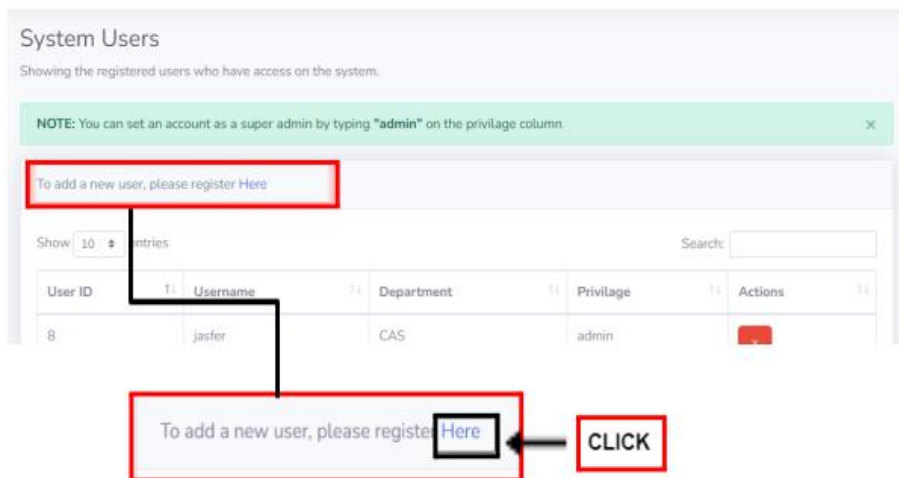 System Users
Showing the registered users who have access on the system.
NOTE: You can set an account as a super admin by typing "admin" on the privilage column
×
To add a new user, please register Here
Show 10 entries
Search:
User ID Username Department Privilage Actions
8 jasfer CAS admin
To add a new user, please register Here
CLICK